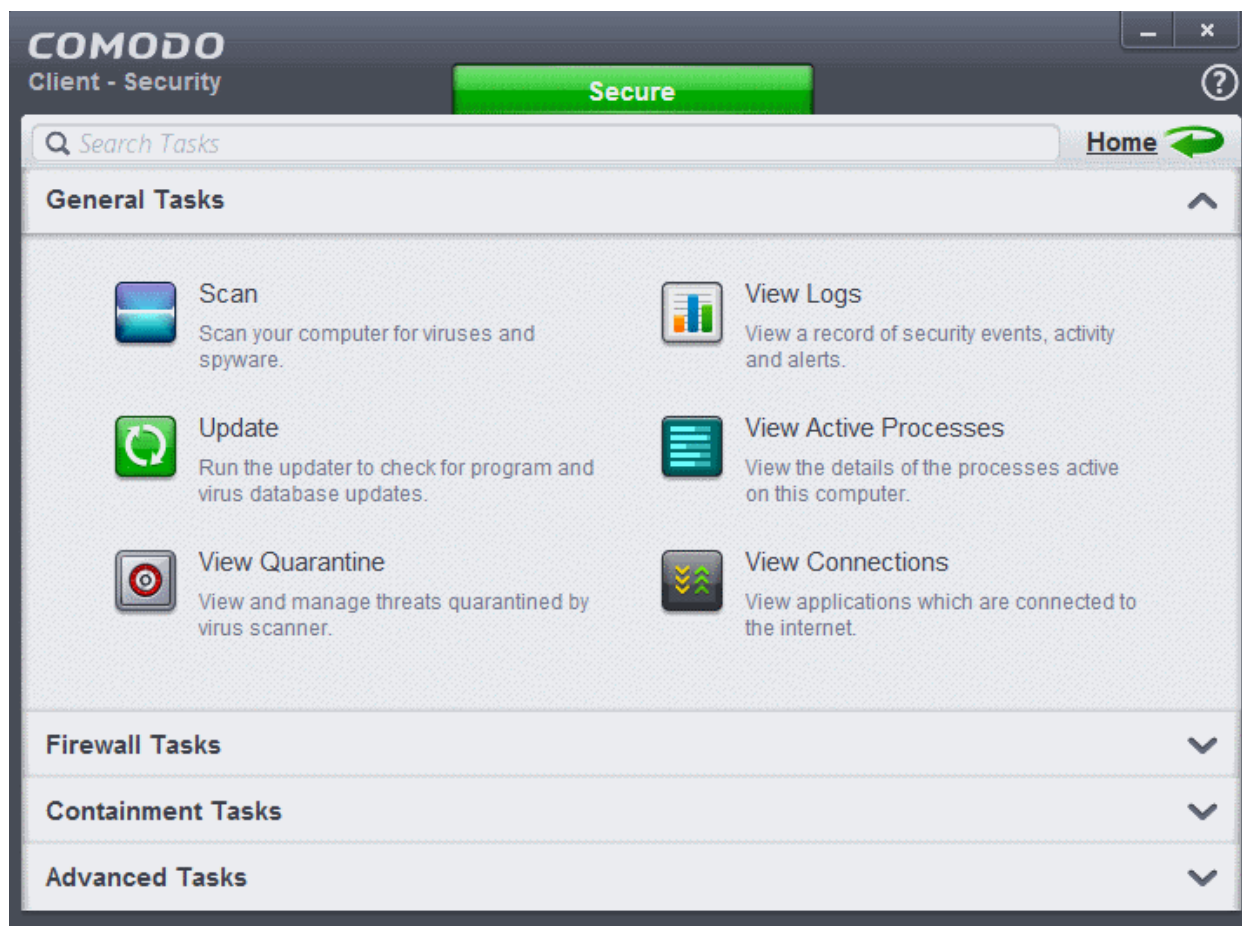 COMODO
Client - Security
Secure
Search Tasks
Home
General Tasks
Scan
Scan your computer for viruses and
spyware.
View Logs
View a record of security events, activity
and alerts.
Update
Run the updater to check for program and
virus database updates.
View Active Processes
View the details of the processes active
on this computer.
View Quarantine
View and manage threats quarantined by
virus scanner.
View Connections
View applications which are connected to
the internet.
Firewall Tasks
Containment Tasks
Advanced Tasks